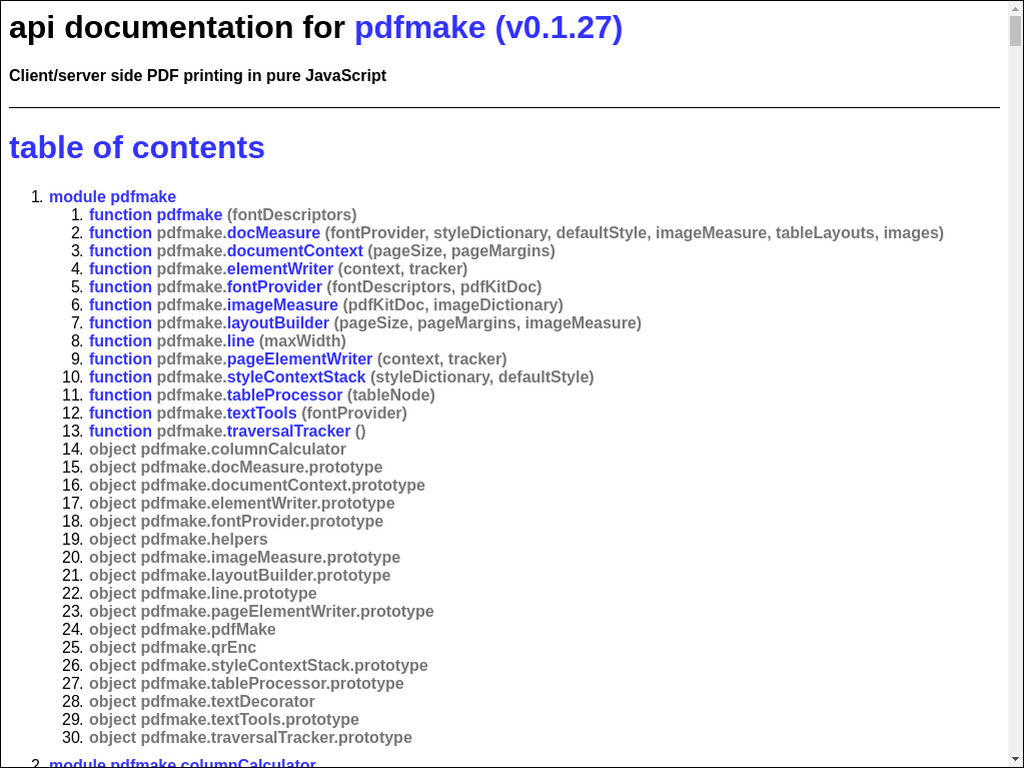 api documentation for pdfmake (v0.1.27)
Client/server side PDF printing in pure JavaScript
table of contents
1. module pdfmake
1. function pdfmake (fontDescriptors)
2. function pdfmake.docMeasure (fontProvider, styleDictionary, defaultStyle, imageMeasure, tableLayouts, images)
3. function pdfmake.documentContext (pageSize, pageMargins)
4. function pdfmake.elementWriter (context, tracker)
5. function pdfmake.fontProvider (fontDescriptors, pdfKitDoc)
6. function pdfmake.imageMeasure (pdfKitDoc, imageDictionary)
7. function pdfmake.layoutBuilder (pageSize, pageMargins, imageMeasure)
8. function pdfmake.line (maxWidth)
9. function pdfmake.pageElementWriter (context, tracker)
10. function pdfmake.styleContextStack (styleDictionary, defaultStyle)
11. function pdfmake.tableProcessor (tableNode)
12. function pdfmake.textTools (fontProvider)
13. function pdfmake.traversalTracker ()
14. object pdfmake.columnCalculator
15. object pdfmake.docMeasure.prototype
16. object pdfmake.documentContext.prototype
17. object pdfmake.elementWriter.prototype
18. object pdfmake.fontProvider.prototype
19. object pdfmake.helpers
20. object pdfmake.imageMeasure.prototype
21. object pdfmake.layoutBuilder.prototype
22. object pdfmake.line.prototype
23. object pdfmake.pageElementWriter.prototype
24. object pdfmake.pdfMake
25. object pdfmake.qrEnc
26. object pdfmake.styleContextStack.prototype
27. object pdfmake.tableProcessor.prototype
28. object pdfmake.textDecorator
29. object pdfmake.textTools.prototype
30. object pdfmake.traversalTracker.prototype
2. module pdfmake.columnCalculator